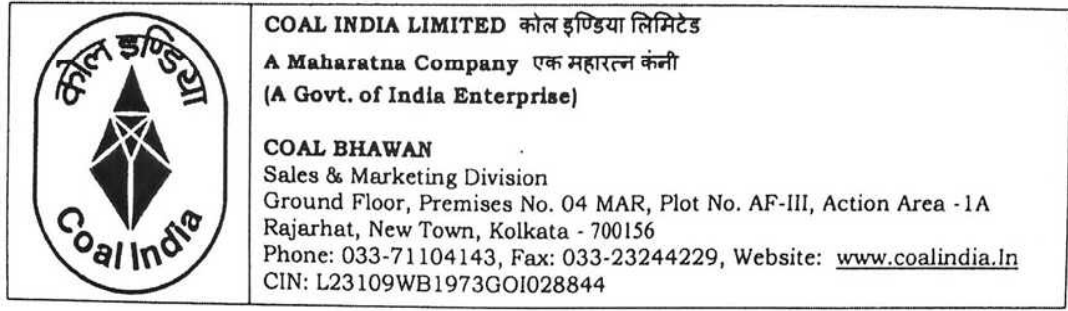 कोल इण्डिया
Coal India
COAL INDIA LIMITED कोल इण्डिया लिमिटेड
A Maharatna Company एक महारत्न कंनी
(A Govt. of India Enterprise)
COAL BHAWAN
Sales & Marketing Division
Ground Floor, Premises No. 04 MAR, Plot No. AF-III, Action Area - 1A
Rajarhat, New Town, Kolkata - 700156
Phone: 033-71104143, Fax: 033-23244229, Website: www.coalindia.In
CIN: L23109WB1973GOI028844